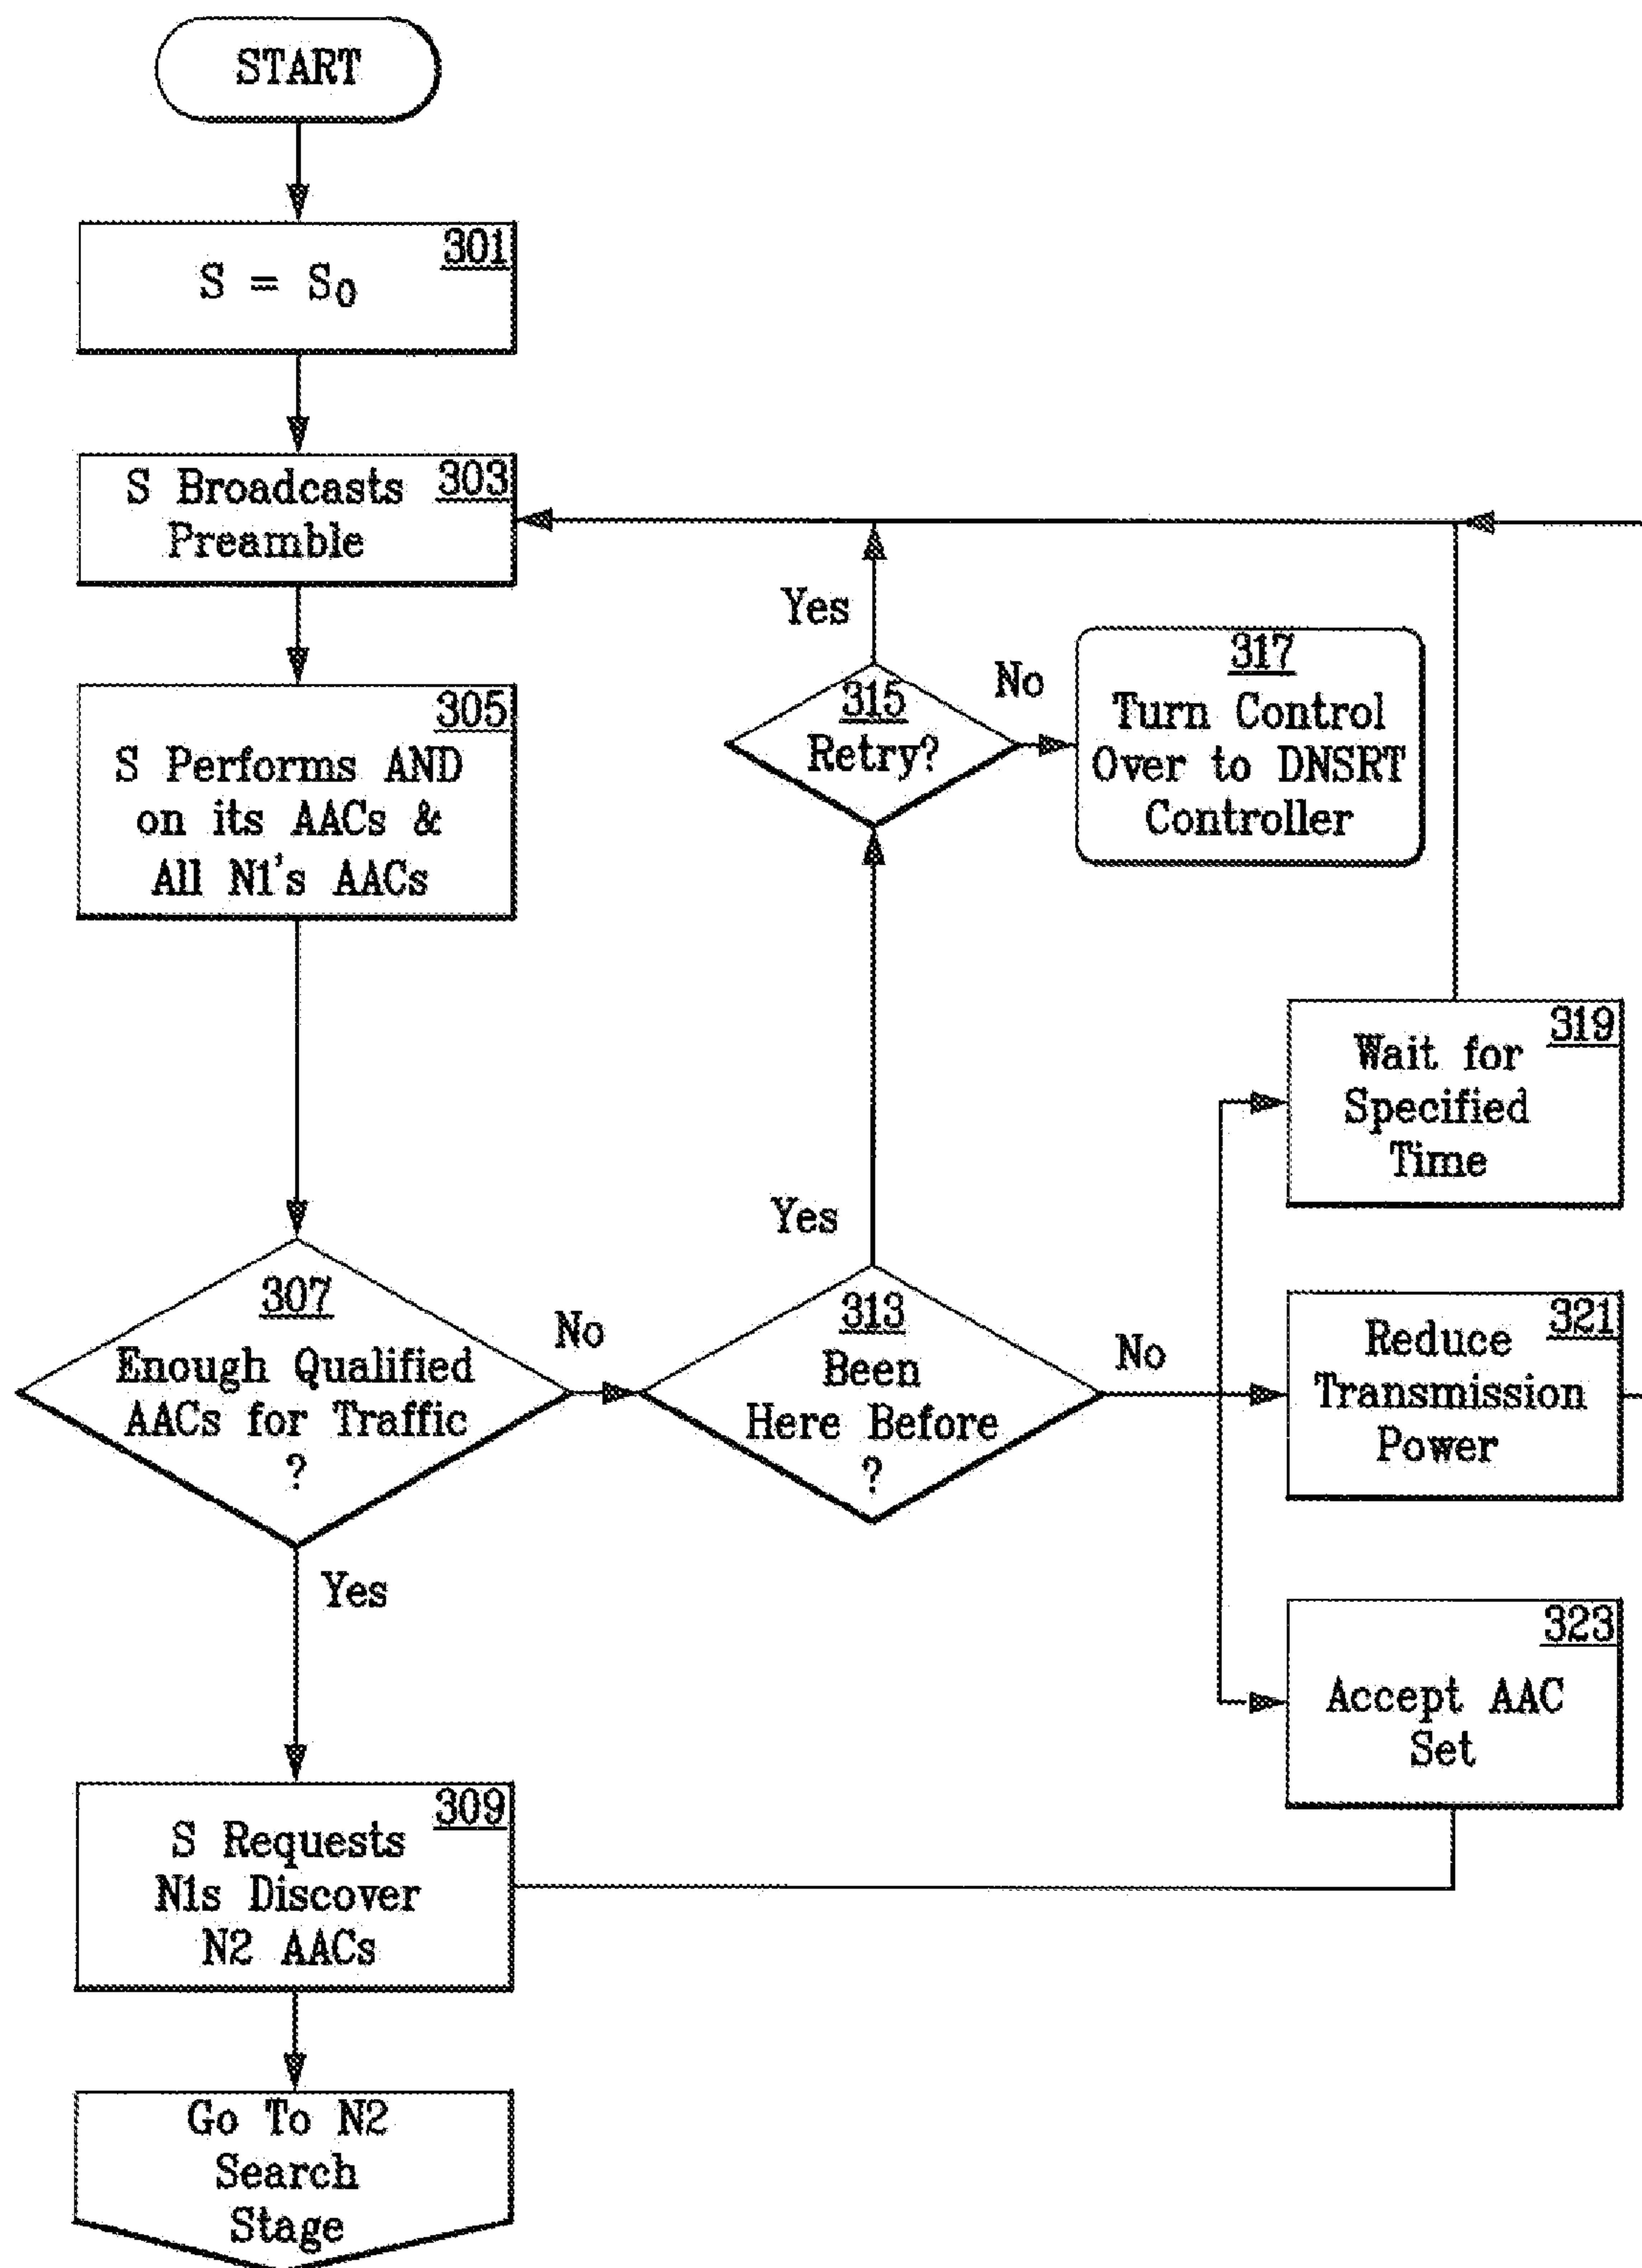 START
301
S = S0
303
S Broadcasts
Preamble
305
S Performs AND
on its AACs &
All N1's AACs
307
Enough Qualified
AACs for Traffic
?
No
Yes
309
S Requests
N1s Discover
N2 AACs
Go To N2
Search
Stage
313
Been
Here Before
?
Yes
No
315
Retry?
Yes
No
317
Turn Control
Over to DNSRT
Controller
319
Wait for
Specified
Time
321
Reduce
Transmission
Power
323
Accept AAC
Set